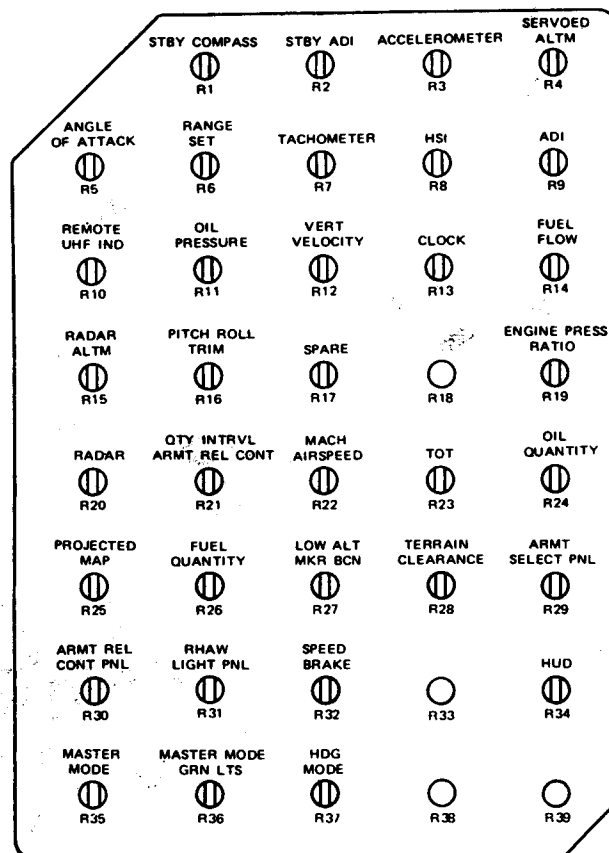 STBY COMPASS
R1
STBY ADI
R2
ACCELEROMETER
R3
SERVOED
ALTM
R4
ANGLE
OF ATTACK
R5
RANGE
SET
R6
TACHOMETER
R7
HSI
R8
ADI
R9
REMOTE
UHF IND
R10
OIL
PRESSURE
R11
VERT
VELOCITY
R12
CLOCK
R13
FUEL
FLOW
R14
RADAR
ALTM
R15
PITCH ROLL
TRIM
R16
SPARE
R17
R18
ENGINE PRESS
RATIO
R19
RADAR
R20
QTY INTRVL
ARMT REL CONT
R21
MACH
AIRSPEED
R22
TOT
R23
OIL
QUANTITY
R24
PROJECTED
MAP
R25
FUEL
QUANTITY
R26
LOW ALT
MKR BCN
R27
TERRAIN
CLEARANCE
R28
ARMT
SELECT PNL
R29
ARMT REL
CONT PNL
R30
RHAW
LIGHT PNL
R31
SPEED
BRAKE
R32
R33
HUD
R34
MASTER
MODE
R35
MASTER MODE
GRN LTS
R36
HDG
MODE
R37
R38
R39